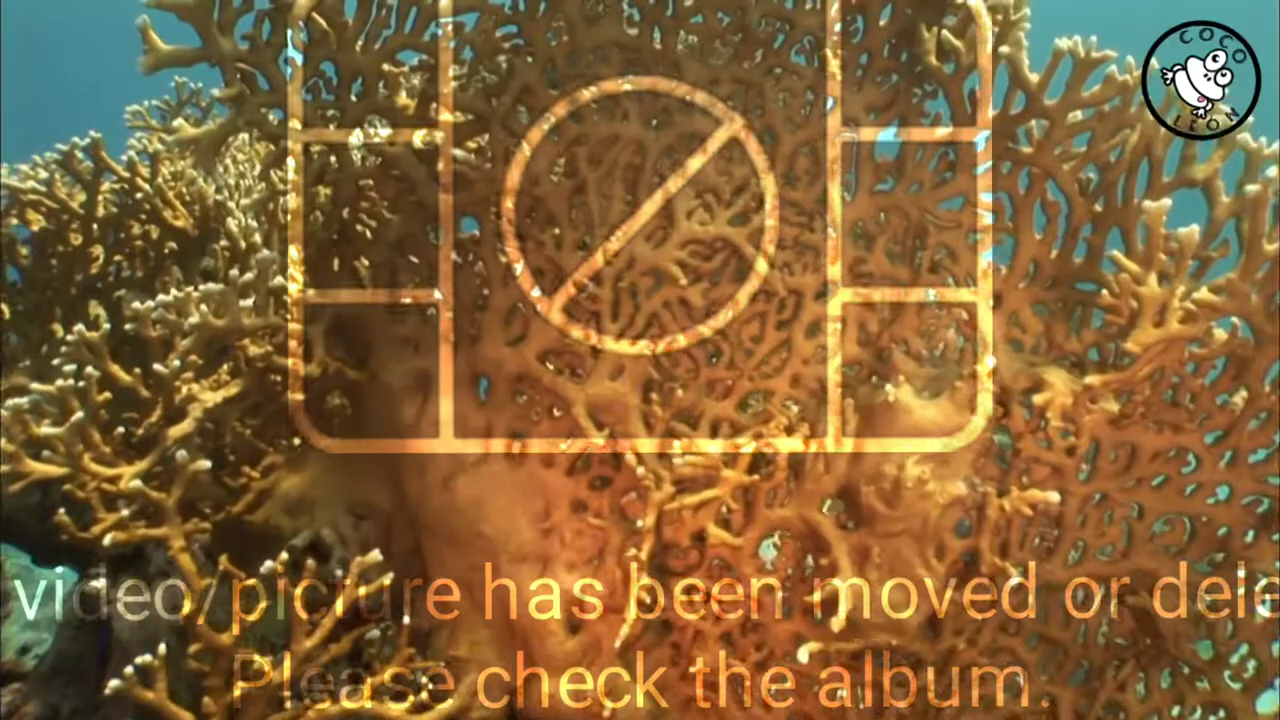 COCO
LEON
video/picture has been moved or dele
Please check the album.